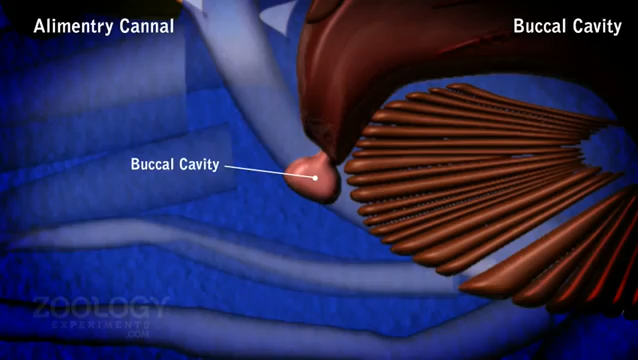 Alimentry Cannal
Buccal Cavity
Buccal Cavity
ZOOLOGY
EXPERIMENTS
.COM